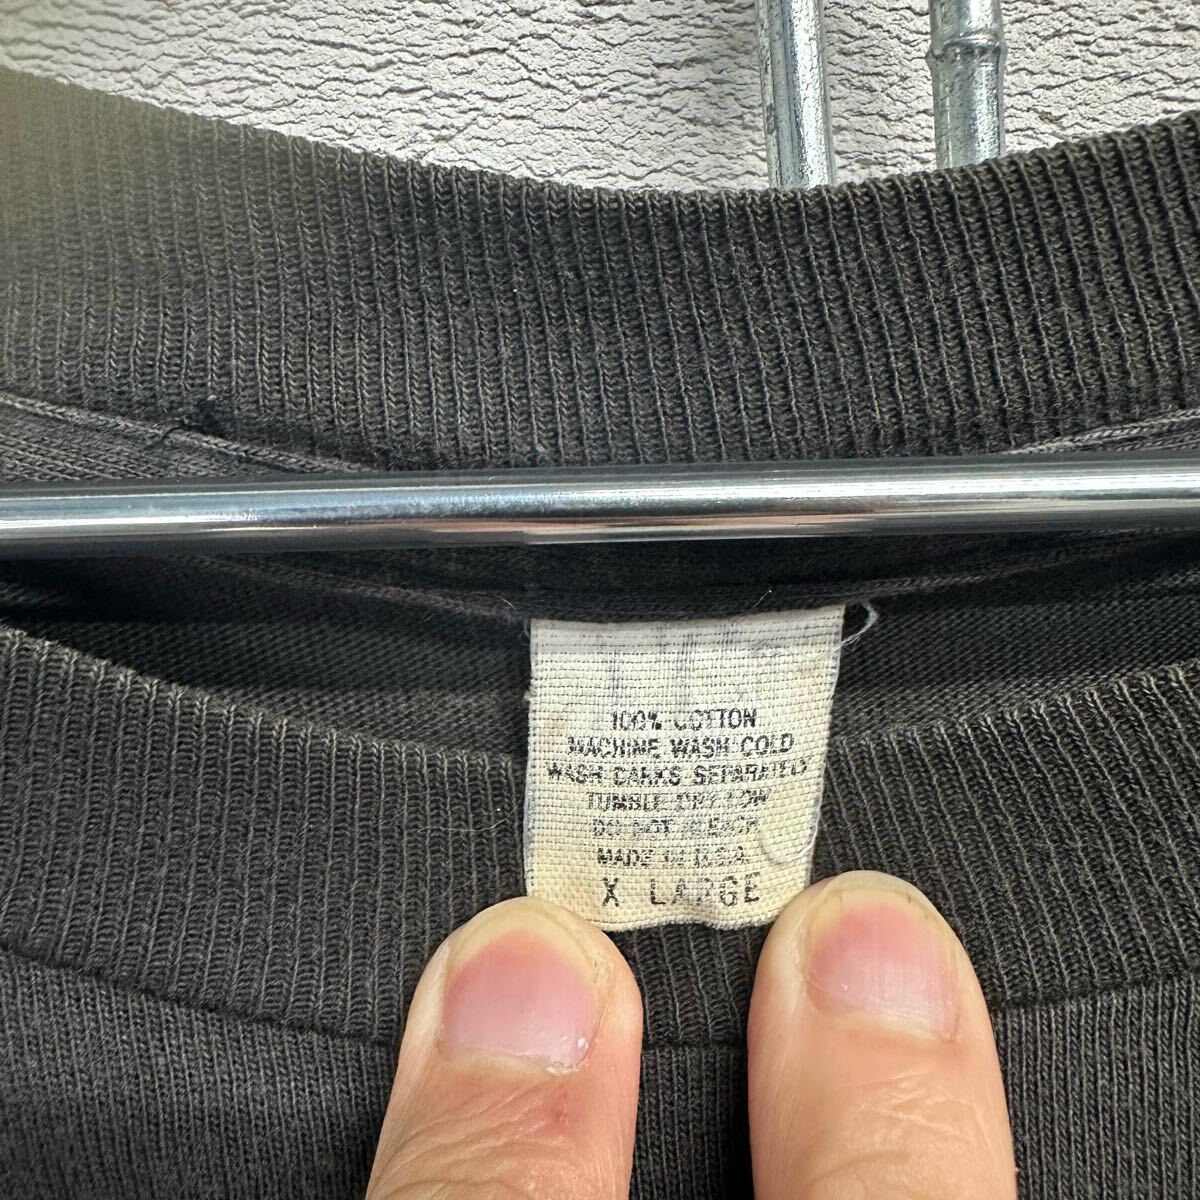 100% COTTON
MACHINE WASH COLD
WASH DARKS SEPARATELY
TUMBLE DRY LOW
DO NOT BLEACH
MADE IN U.S.A.
X LARGE